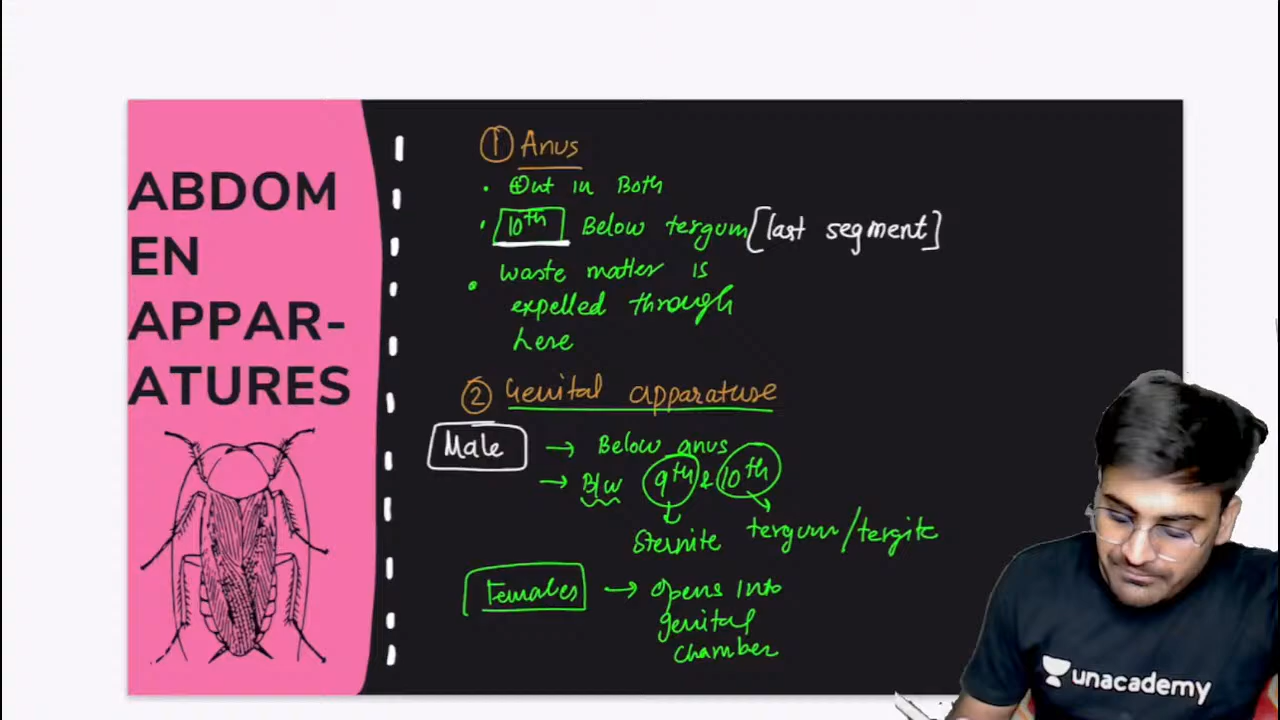 ABDOM
EN
APPAR-
ATURES
① Anus
• Out in Both
• 10th Below tergum [last segment]
• waste matter is
expelled through
here
② Genital apparature
Male → Below anus
→ B/w 9th & 10th
Sternite tergum/tergite
Females → opens into
genital
chamber
unacademy